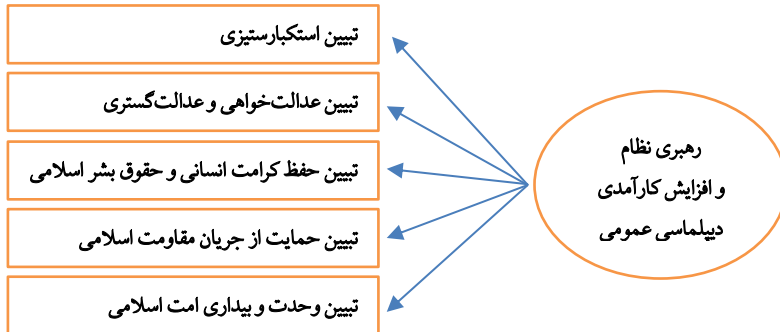 رهبری نظام
و افزایش کارآمدی
دیپلماسی عمومی
تبیین استکبارستیزی
تبیین عدالت‌خواهی و عدالت‌گستری
تبیین حفظ کرامت انسانی و حقوق بشر اسلامی
تبیین حمایت از جریان مقاومت اسلامی
تبیین وحدت و بیداری امت اسلامی